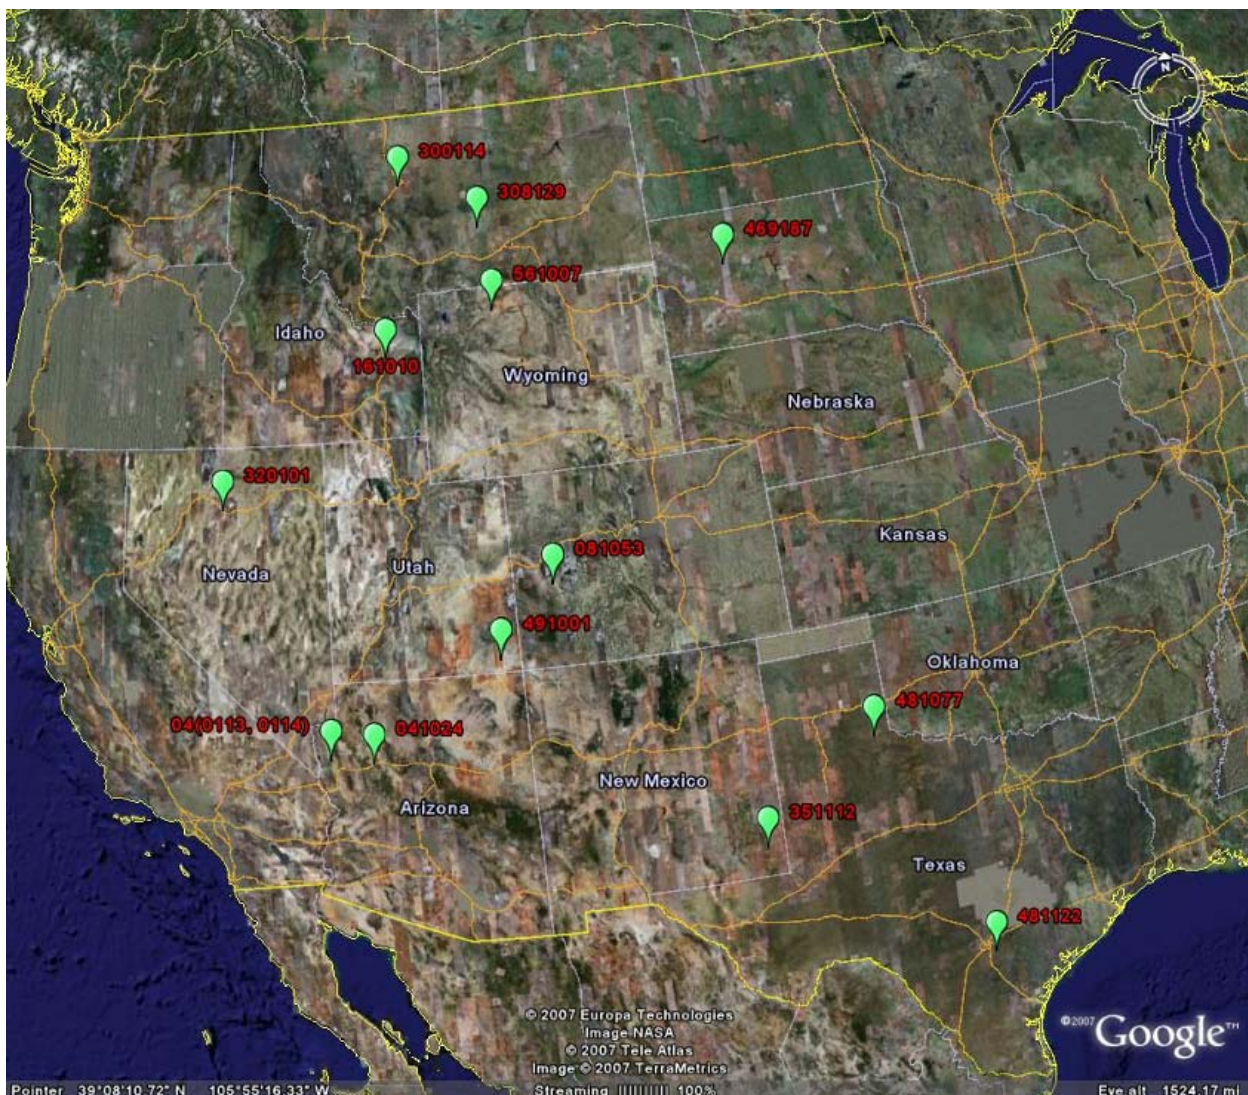 N
300114
308129
469187
561007
Idaho
161010
Wyoming
Nebraska
320101
Kansas
081053
Utah
Nevada
491001
Oklahoma
481077
04(0113, 0114)
041024
New Mexico
Arizona
351112
Texas
481122
© 2007 Europa Technologies
Image NASA
© 2007 Tele Atlas
Image © 2007 TerraMetrics
©2007 Google™
Pointer 39°08'10.72" N 105°55'16.33" W Streaming |||||||||| 100% Eye alt 1524.17 mi